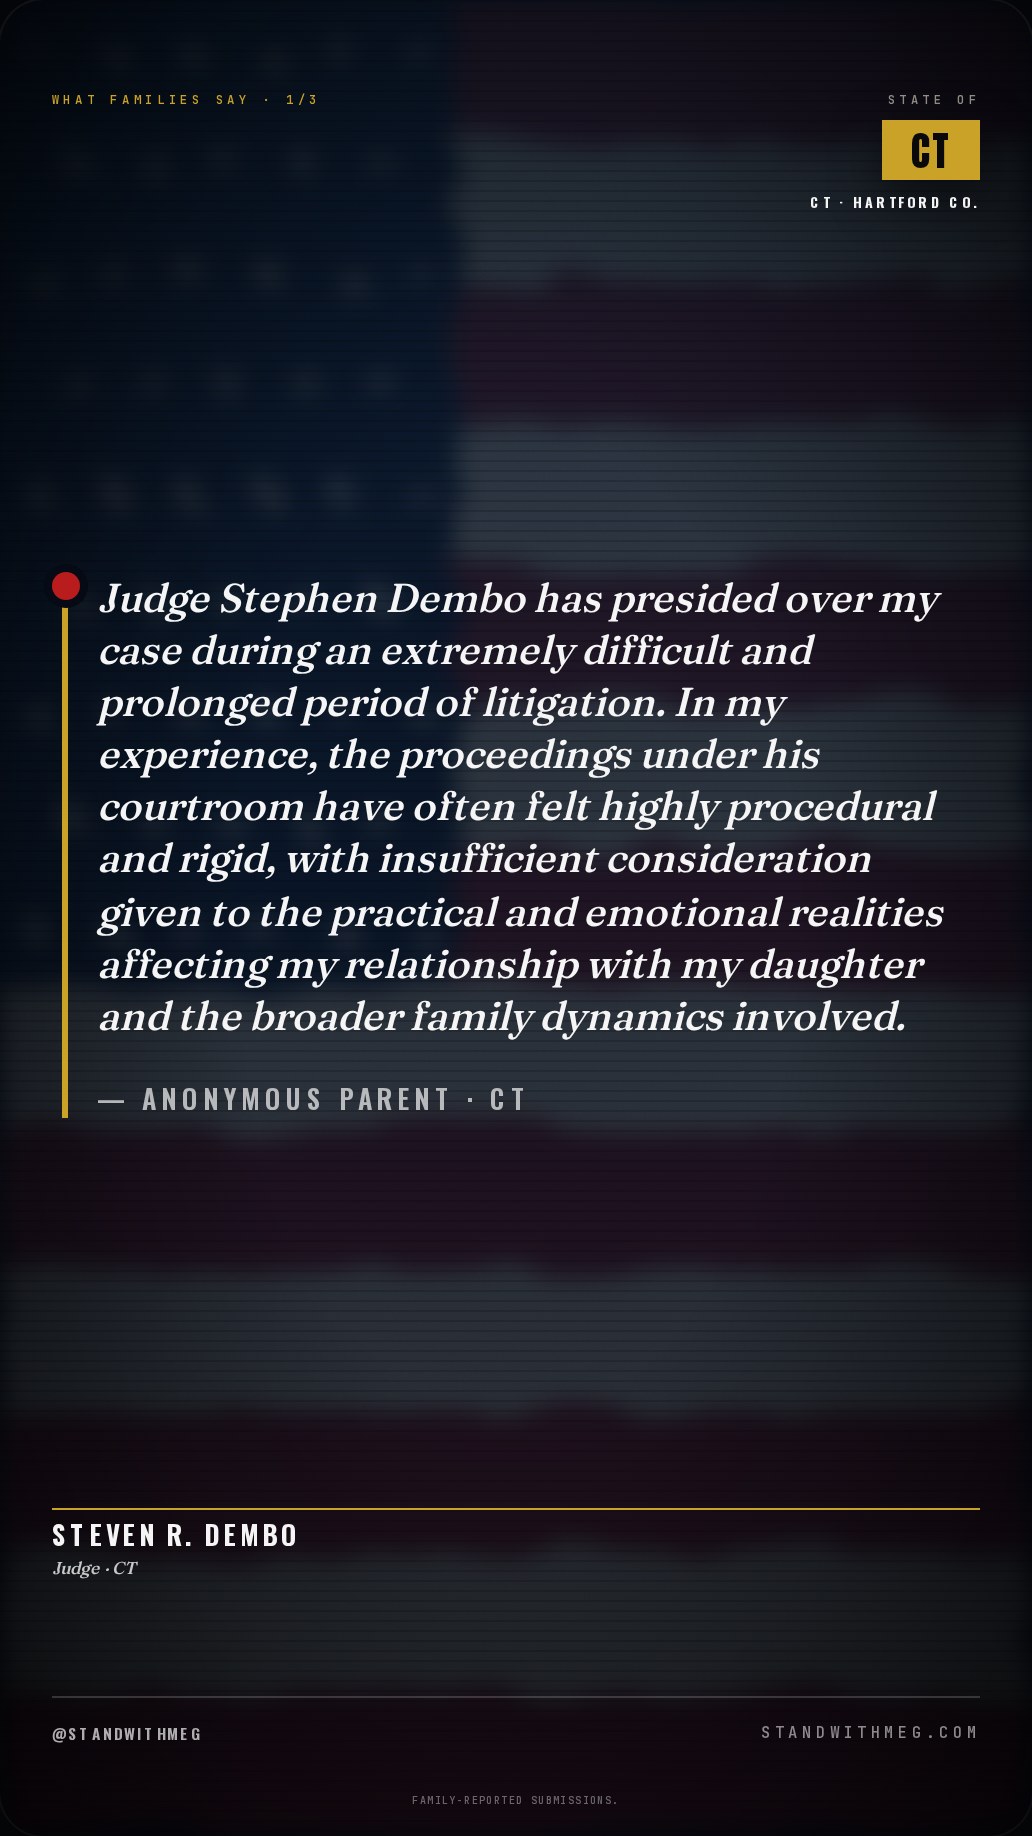 WHAT FAMILIES SAY · 1/3
STATE OF
CT
CT · HARTFORD CO.
Judge Stephen Dembo has presided over my
case during an extremely difficult and
prolonged period of litigation. In my
experience, the proceedings under his
courtroom have often felt highly procedural
and rigid, with insufficient consideration
given to the practical and emotional realities
affecting my relationship with my daughter
and the broader family dynamics involved.
— ANONYMOUS PARENT · CT
STEVEN R. DEMBO
Judge · CT
@STANDWITHMEG
STANDWITHMEG.COM
FAMILY-REPORTED SUBMISSIONS.